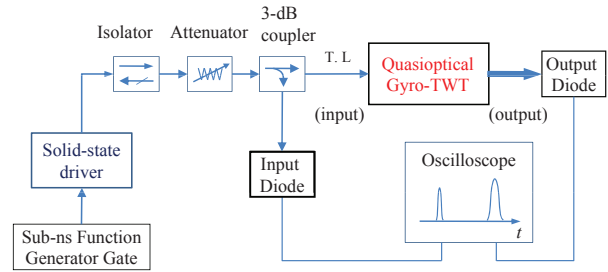 3-dB
coupler
Isolator
Attenuator
T. L
Quasioptical
Gyro-TWT
Output
Diode
(input)
(output)
Solid-state
driver
Input
Diode
Oscilloscope
t
Sub-ns Function
Generator Gate